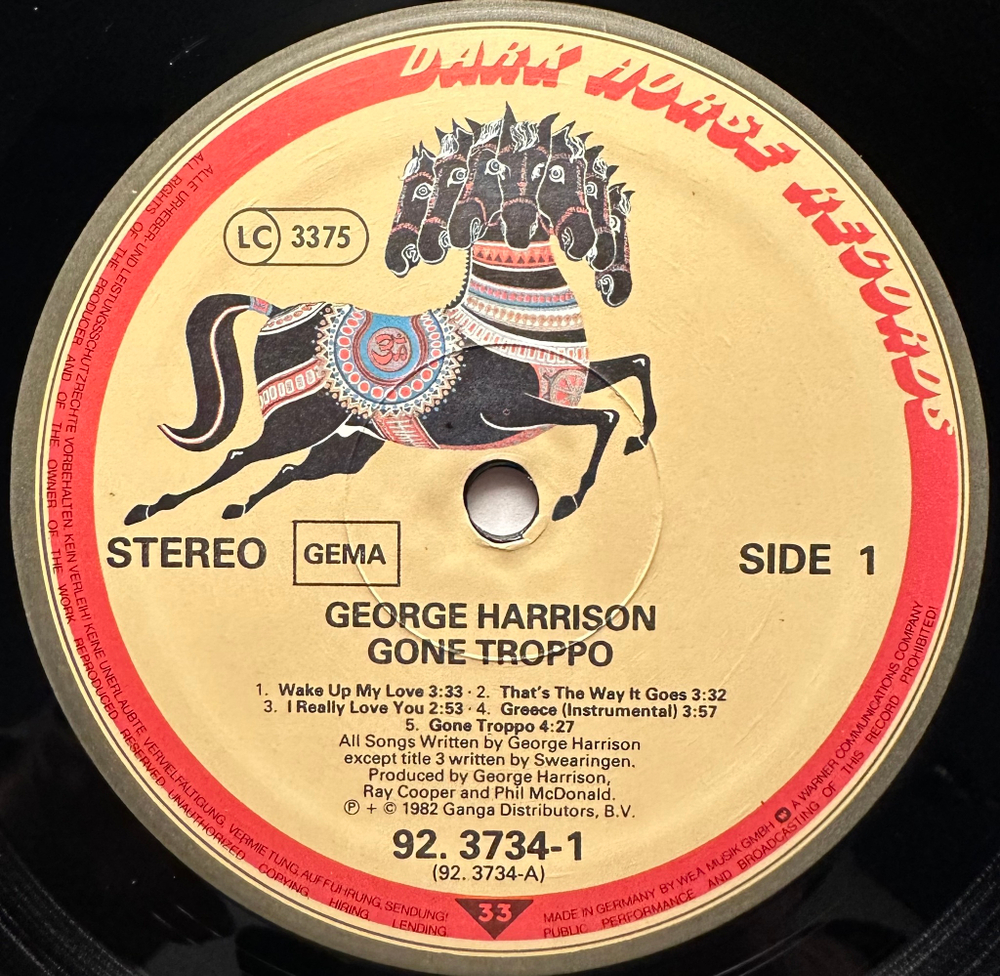 DARK HORSE RECORDS
LC 3375
STEREO
GEMA
SIDE 1
GEORGE HARRISON
GONE TROPPO
1. Wake Up My Love 3:33 · 2. That's The Way It Goes 3:32
3. I Really Love You 2:53 · 4. Greece (Instrumental) 3:57
5. Gone Troppo 4:27
All Songs Written by George Harrison
except title 3 written by Swearingen.
Produced by George Harrison,
Ray Cooper and Phil McDonald.
℗ + © 1982 Ganga Distributors, B.V.
92. 3734-1
(92. 3734-A)
33
ALLE URHEBER- UND LEISTUNGSSCHUTZRECHTE VORBEHALTEN. KEIN VERLEIH! KEINE UNERLAUBTE VERVIELFÄLTIGUNG, VERMIETUNG, AUFFÜHRUNG, SENDUNG!
ALL RIGHTS OF THE PRODUCER AND OF THE OWNER OF THE WORK REPRODUCED RESERVED UNAUTHORIZED COPYING, HIRING, LENDING,
MADE IN GERMANY BY WEA MUSIK GMBH A WARNER COMMUNICATIONS COMPANY
PUBLIC PERFORMANCE AND BROADCASTING OF THIS RECORD PROHIBITED!